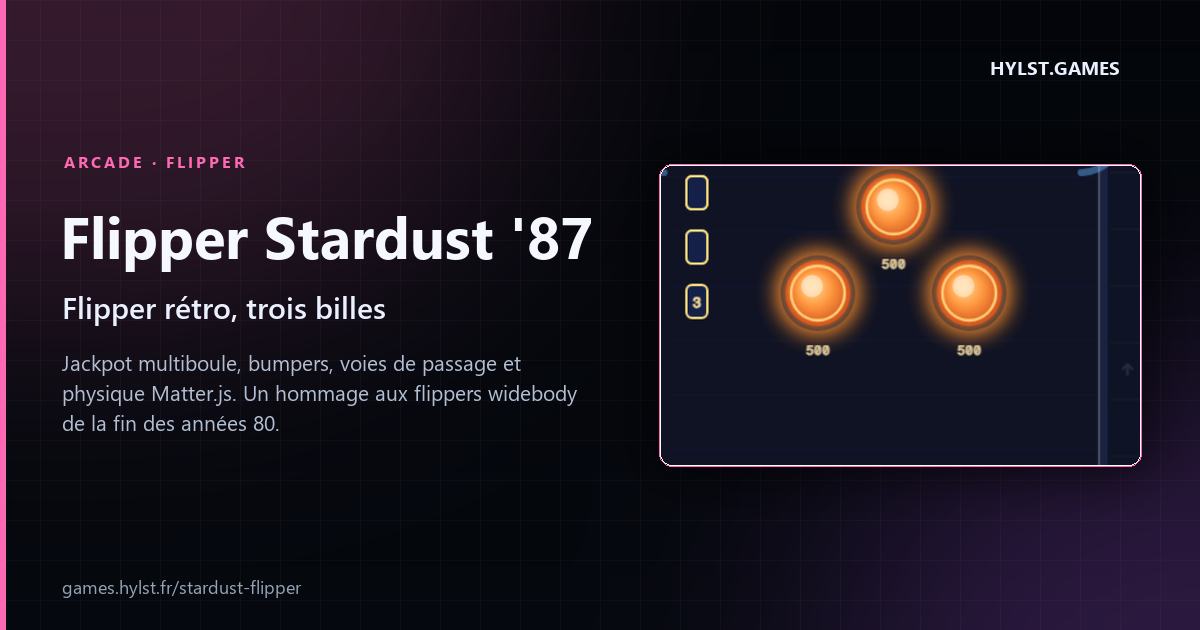 HYLST.GAMES
ARCADE · FLIPPER
Flipper Stardust '87
Flipper rétro, trois billes
Jackpot multiboule, bumpers, voies de passage et
physique Matter.js. Un hommage aux flippers widebody
de la fin des années 80.
games.hylst.fr/stardust-flipper
500
3
500
500